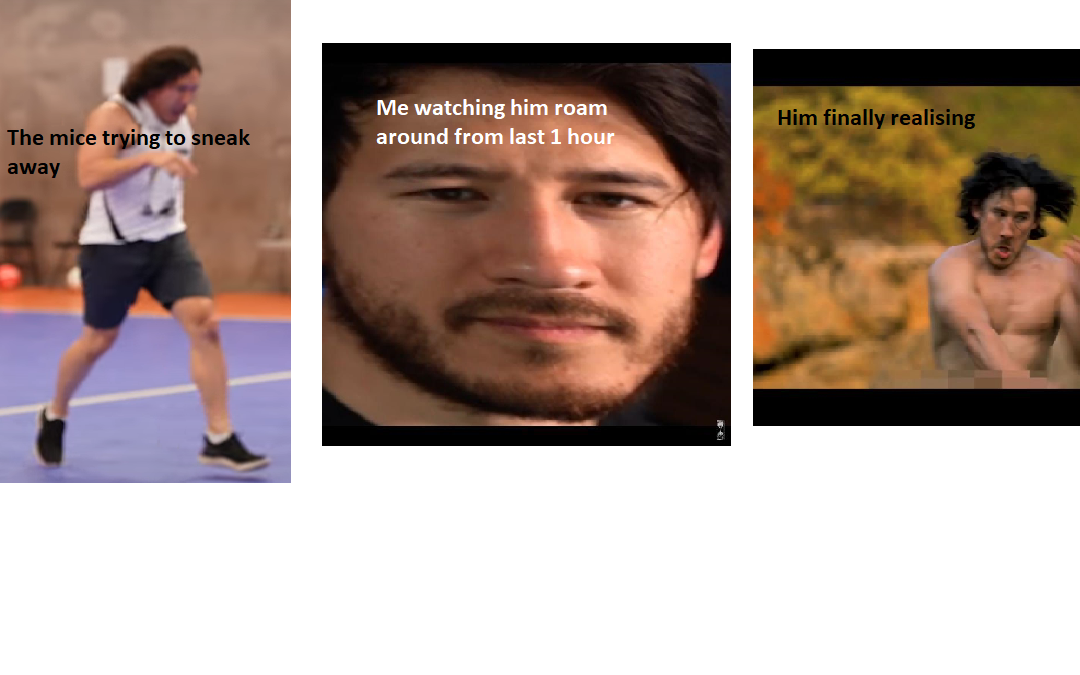 The mice trying to sneak
away
Me watching him roam
around from last 1 hour
Him finally realising